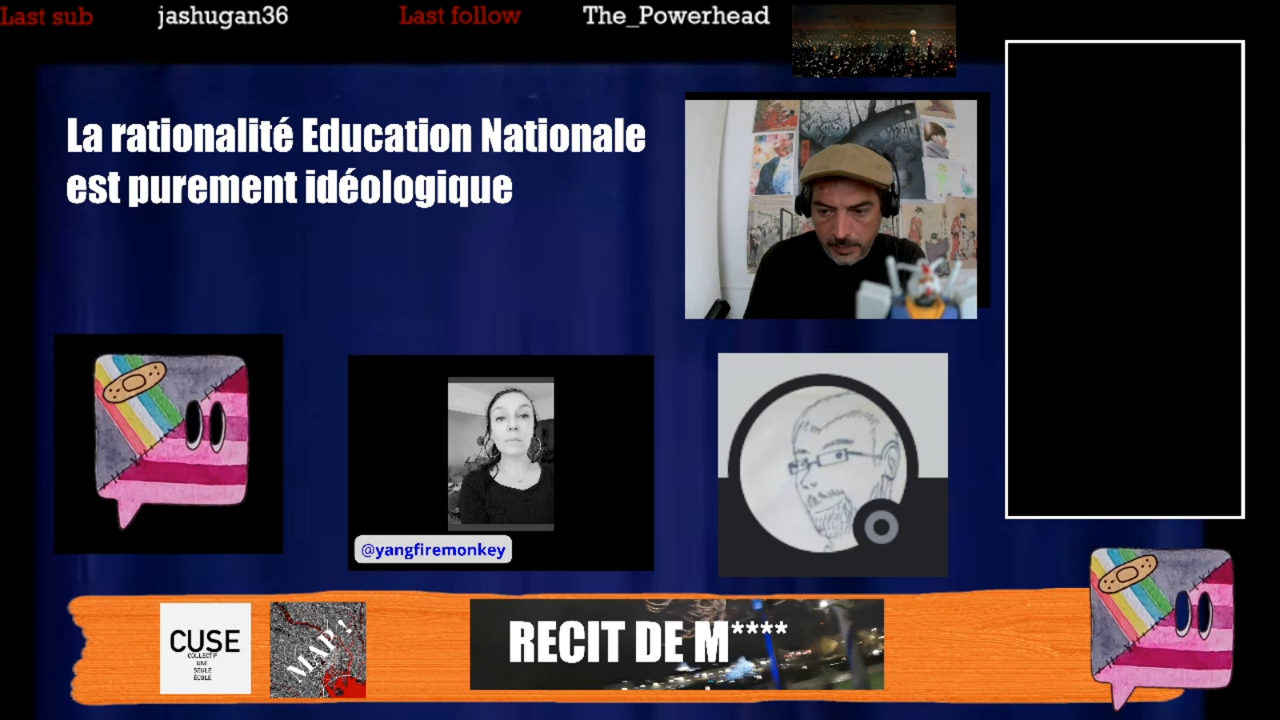 Last sub jashugan36 Last follow The_Powerhead
La rationalité Education Nationale
est purement idéologique
@yangfiremonkey
CUSE
COLLECTIF
UNE
SEULE
ÉCOLE
MAP !
RECIT DE M****